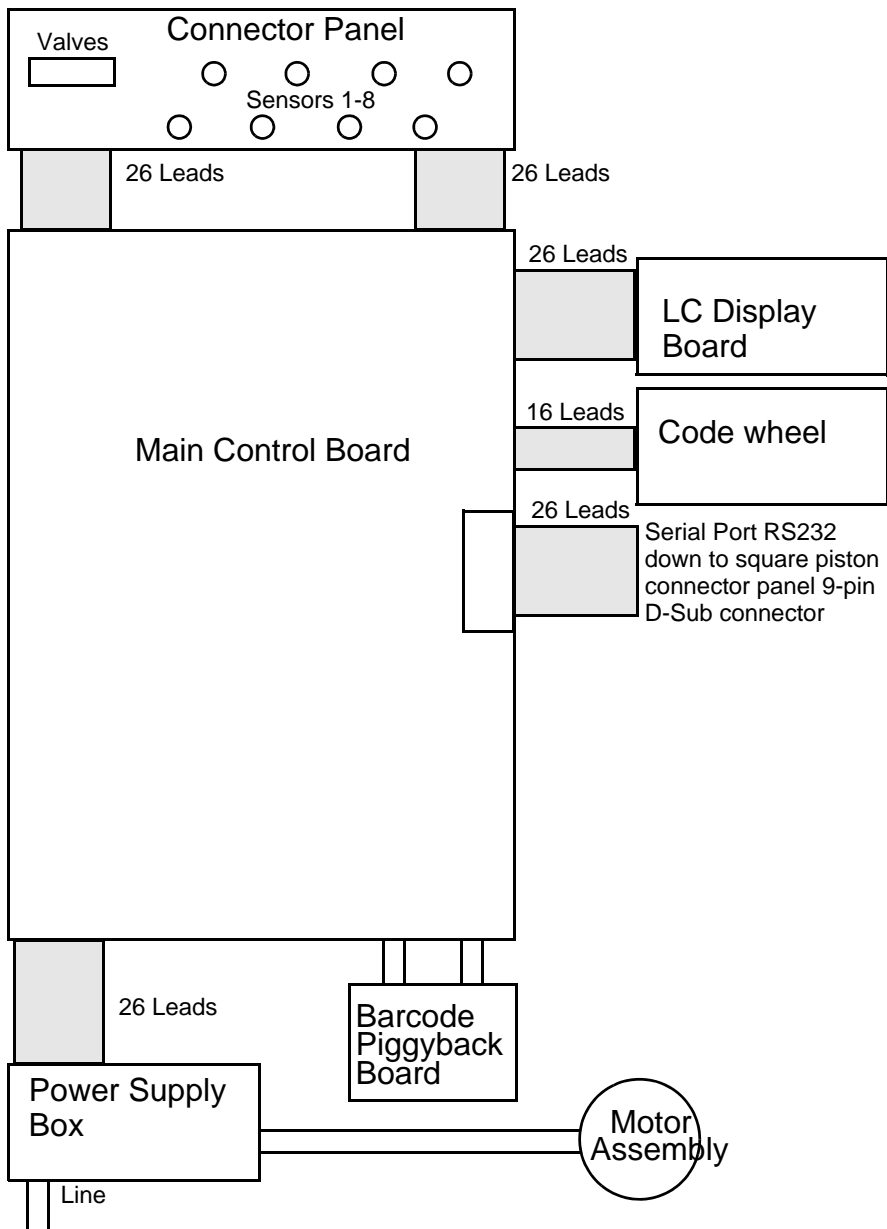 Connector Panel
Valves
Sensors 1-8
26 Leads
26 Leads
26 Leads
LC Display
Board
16 Leads
Code wheel
Main Control Board
26 Leads
Serial Port RS232
down to square piston
connector panel 9-pin
D-Sub connector
26 Leads
Barcode
Piggyback
Board
Power Supply
Box
Motor
Assembly
Line